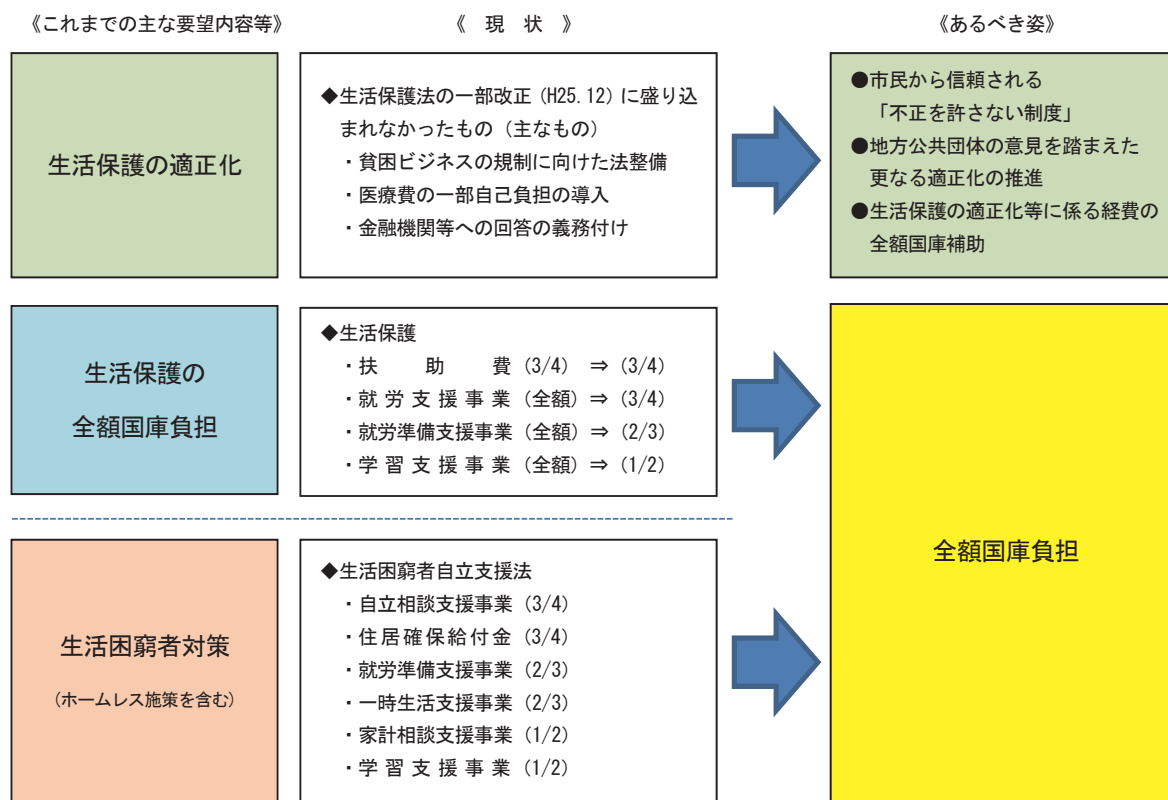 《これまでの主な要望内容等》
《 現 状 》
《あるべき姿》
生活保護の適正化
◆生活保護法の一部改正(H25.12)に盛り込
まれなかったもの(主なもの)
・貧困ビジネスの規制に向けた法整備
・医療費の一部自己負担の導入
・金融機関等への回答の義務付け
●市民から信頼される
「不正を許さない制度」
●地方公共団体の意見を踏まえた
更なる適正化の推進
●生活保護の適正化等に係る経費の
全額国庫補助
生活保護の
全額国庫負担
◆生活保護
・扶 助 費(3/4) ⇒ (3/4)
・就労支援事業(全額)⇒ (3/4)
・就労準備支援事業(全額)⇒ (2/3)
・学習支援事業(全額)⇒ (1/2)
全額国庫負担
生活困窮者対策
(ホームレス施策を含む)
◆生活困窮者自立支援法
・自立相談支援事業(3/4)
・住居確保給付金(3/4)
・就労準備支援事業(2/3)
・一時生活支援事業(2/3)
・家計相談支援事業(1/2)
・学習支援事業(1/2)